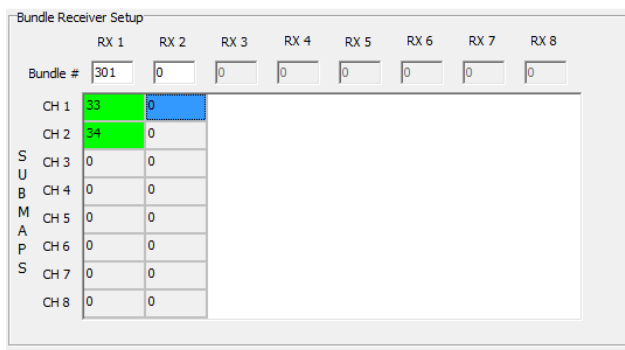 Bundle Receiver Setup
RX 1 RX 2 RX 3 RX 4 RX 5 RX 6 RX 7 RX 8
Bundle # 301 0 0 0 0 0 0 0
CH 1 33 0
CH 2 34 0
CH 3 0 0
CH 4 0 0
CH 5 0 0
CH 6 0 0
CH 7 0 0
CH 8 0 0
SUBMAPS